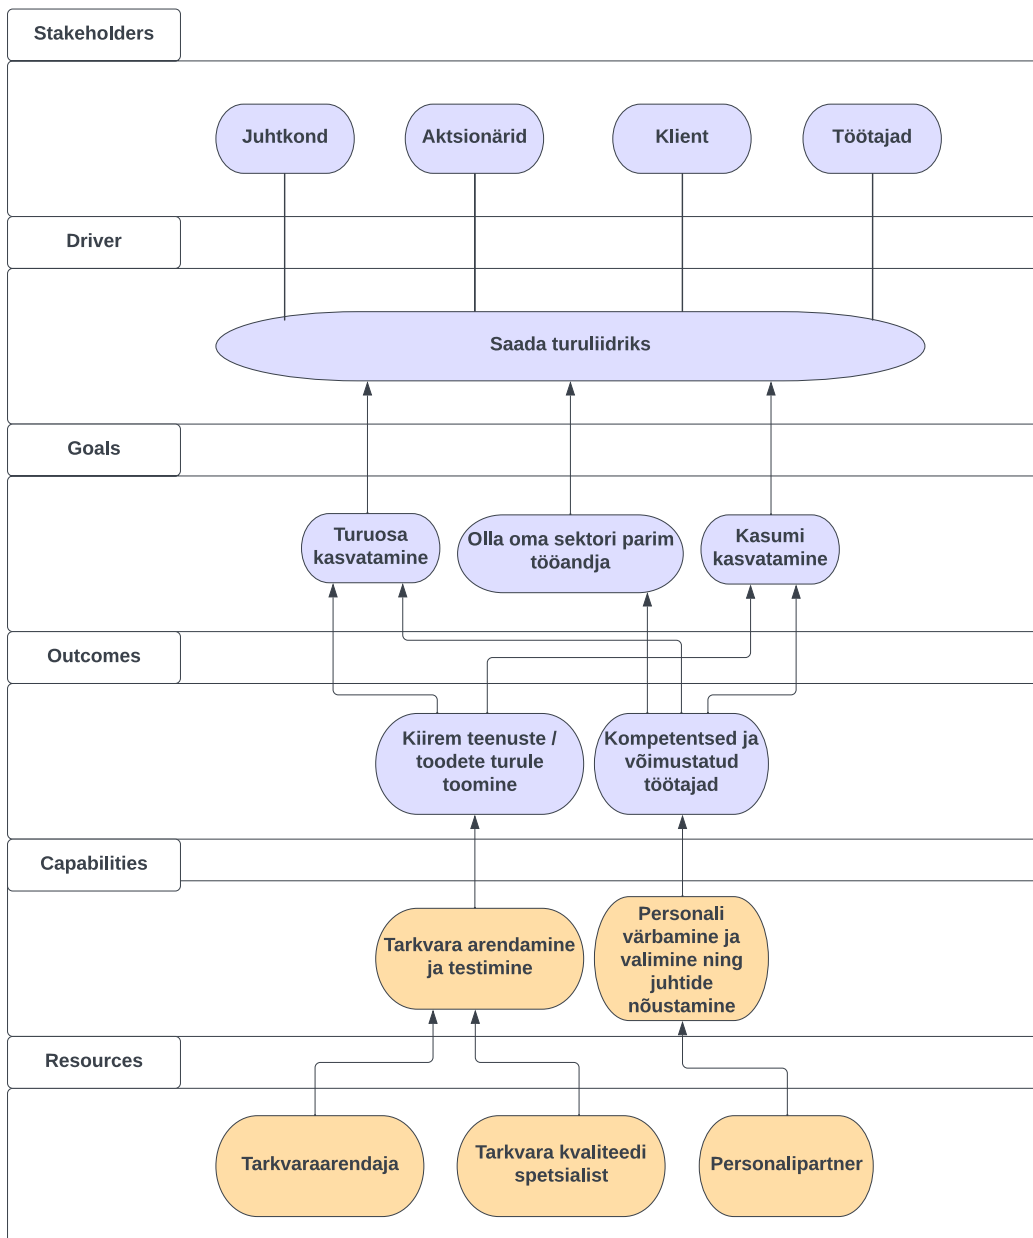 Stakeholders
Juhtkond
Aktsionärid
Klient
Töötajad
Driver
Saada turuliidriks
Goals
Turuosa
kasvatamine
Olla oma sektori parim
tööandja
Kasumi
kasvatamine
Outcomes
Kiirem teenuste /
toodete turule
toomine
Kompetentsed ja
võimustatud
töötajad
Capabilities
Tarkvara arendamine
ja testimine
Personali
värbamine ja
valimine ning
juhtide
nõustamine
Resources
Tarkvaraarendaja
Tarkvara kvaliteedi
spetsialist
Personalipartner